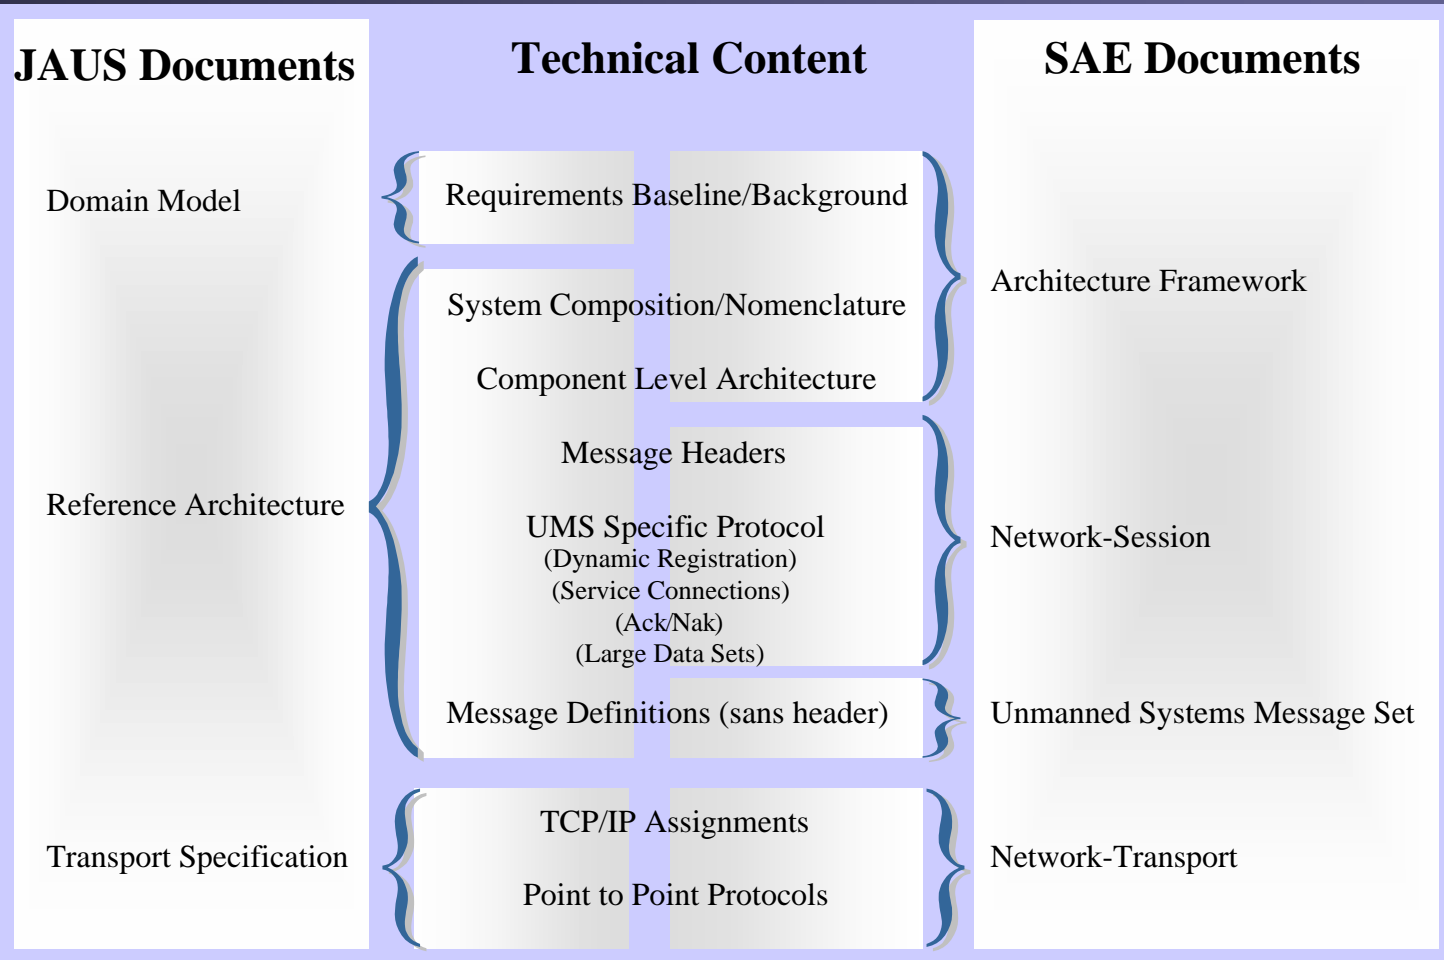 JAUS Documents
Technical Content
SAE Documents
Domain Model
Requirements Baseline/Background
System Composition/Nomenclature
Architecture Framework
Component Level Architecture
Message Headers
Reference Architecture
UMS Specific Protocol
(Dynamic Registration)
(Service Connections)
(Ack/Nak)
(Large Data Sets)
Network-Session
Message Definitions (sans header)
Unmanned Systems Message Set
TCP/IP Assignments
Transport Specification
Point to Point Protocols
Network-Transport